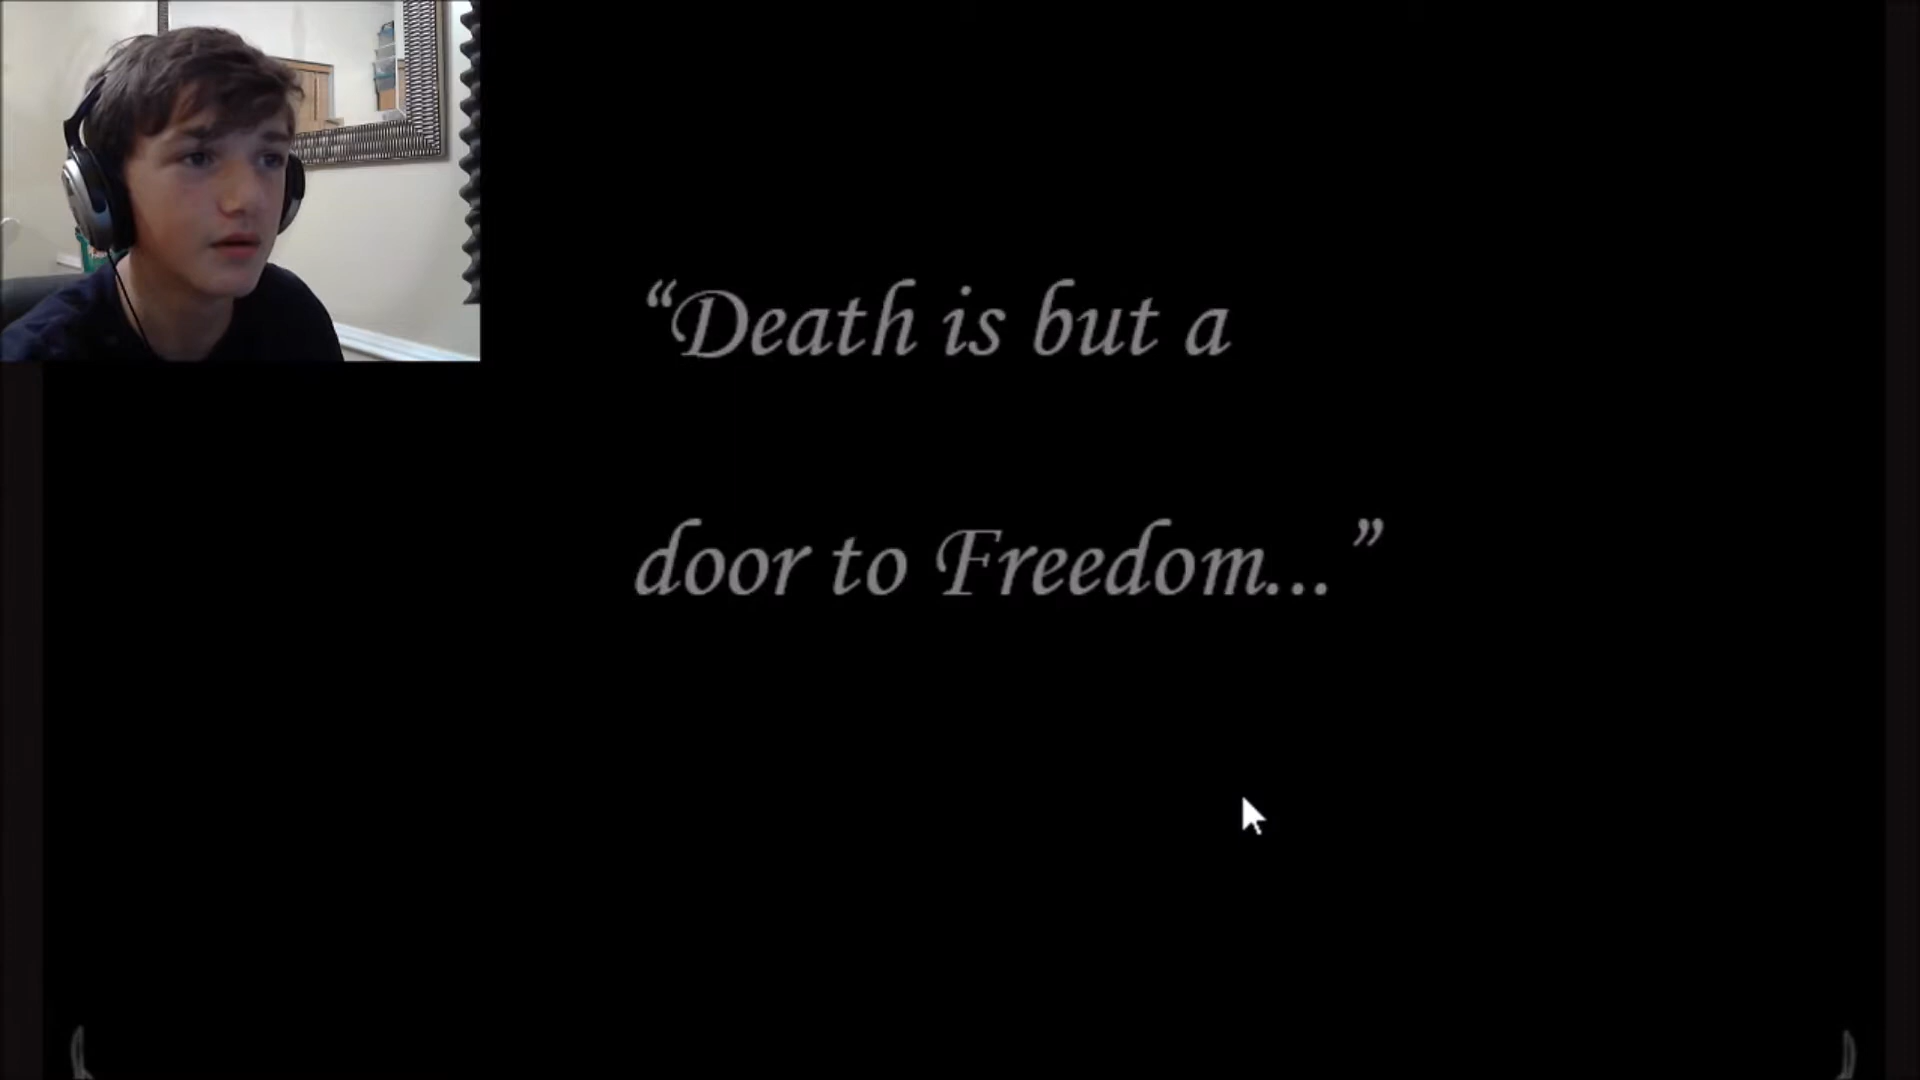 “Death is but a
door to Freedom...”